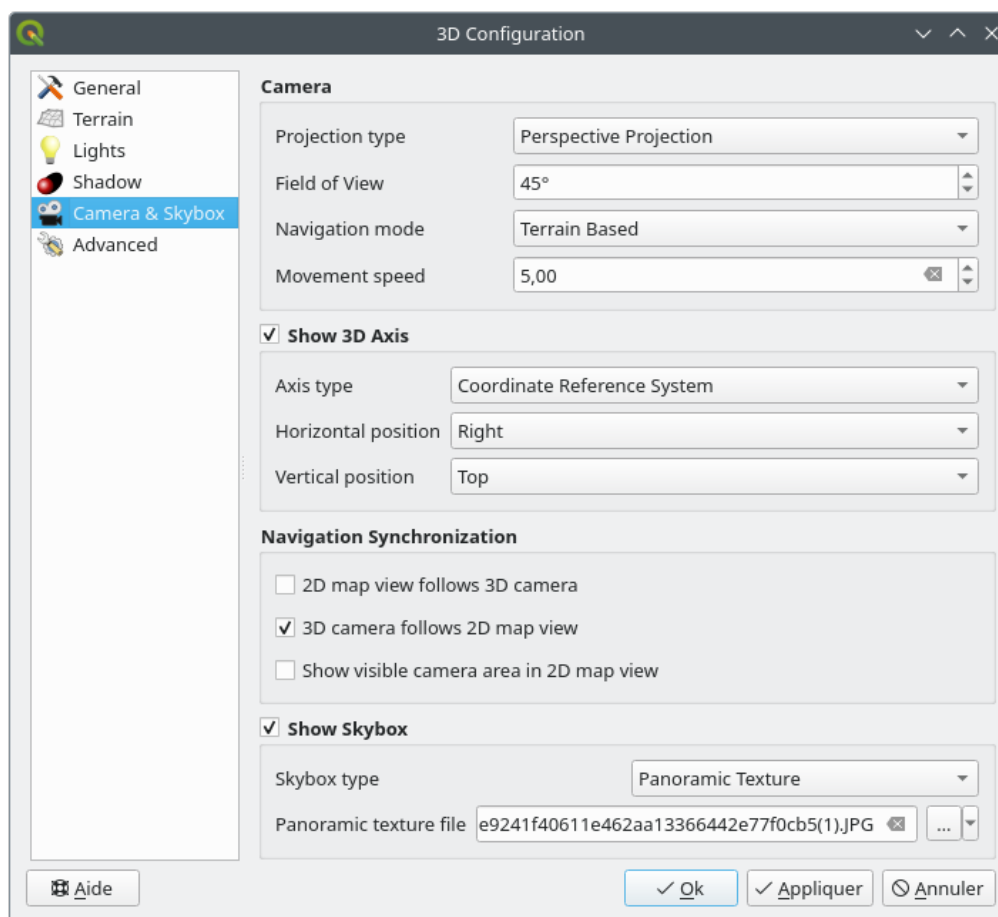 3D Configuration
General
Terrain
Lights
Shadow
Camera & Skybox
Advanced
Camera
Projection type Perspective Projection
Field of View 45°
Navigation mode Terrain Based
Movement speed 5,00
Show 3D Axis
Axis type Coordinate Reference System
Horizontal position Right
Vertical position Top
Navigation Synchronization
2D map view follows 3D camera
3D camera follows 2D map view
Show visible camera area in 2D map view
Show Skybox
Skybox type Panoramic Texture
Panoramic texture file e9241f40611e462aa13366442e77f0cb5(1).JPG ...
Aide Ok Appliquer Annuler